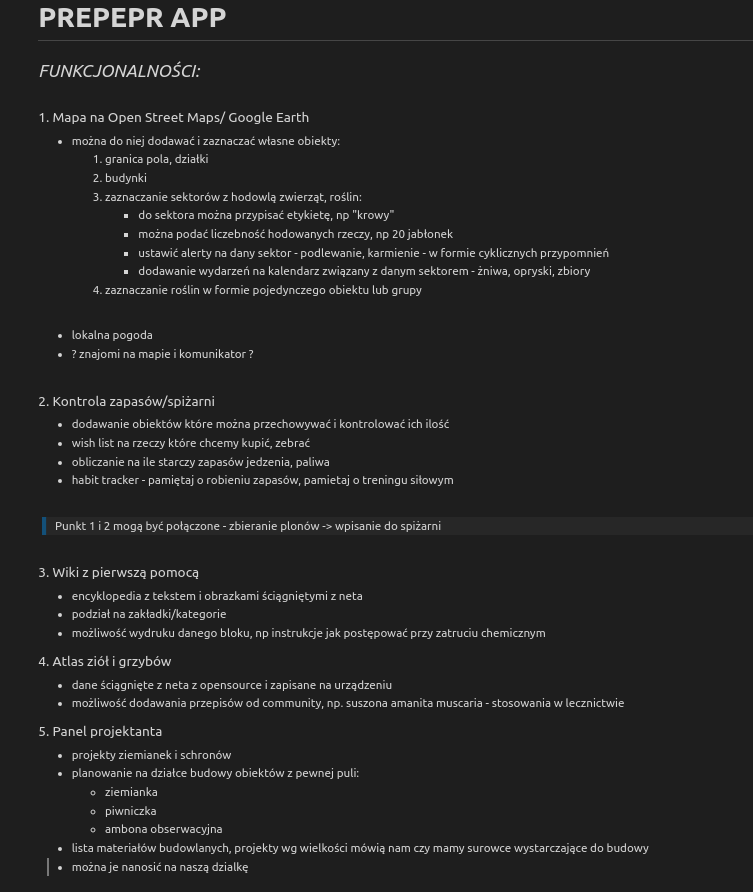 PREPEPR APP
FUNKCJONALNOŚCI:
1. Mapa na Open Street Maps/ Google Earth
• można do niej dodawać i zaznaczać własne obiekty:
1. granica pola, działki
2. budynki
3. zaznaczanie sektorów z hodowlą zwierząt, roślin:
▪ do sektora można przypisać etykietę, np "krowy"
▪ można podać liczebność hodowanych rzeczy, np 20 jabłonek
▪ ustawić alerty na dany sektor - podlewanie, karmienie - w formie cyklicznych przypomnień
▪ dodawanie wydarzeń na kalendarz związany z danym sektorem - żniwa, opryski, zbiory
4. zaznaczanie roślin w formie pojedynczego obiektu lub grupy
• lokalna pogoda
• ? znajomi na mapie i komunikator ?
2. Kontrola zapasów/spiżarni
• dodawanie obiektów które można przechowywać i kontrolować ich ilość
• wish list na rzeczy które chcemy kupić, zebrać
• obliczanie na ile starczy zapasów jedzenia, paliwa
• habit tracker - pamiętaj o robieniu zapasów, pamietaj o treningu siłowym
Punkt 1 i 2 mogą być połączone - zbieranie plonów -> wpisanie do spiżarni
3. Wiki z pierwszą pomocą
• encyklopedia z tekstem i obrazkami ściągniętymi z neta
• podział na zakładki/kategorie
• możliwość wydruku danego bloku, np instrukcje jak postępować przy zatruciu chemicznym
4. Atlas ziół i grzybów
• dane ściągnięte z neta z opensource i zapisane na urządzeniu
• możliwość dodawania przepisów od community, np. suszona amanita muscaria - stosowania w lecznictwie
5. Panel projektanta
• projekty ziemianek i schronów
• planowanie na działce budowy obiektów z pewnej puli:
◦ ziemianka
◦ piwniczka
◦ ambona obserwacyjna
• lista materiałów budowlanych, projekty wg wielkości mówią nam czy mamy surowce wystarczające do budowy
• można je nanosić na naszą dzialkę